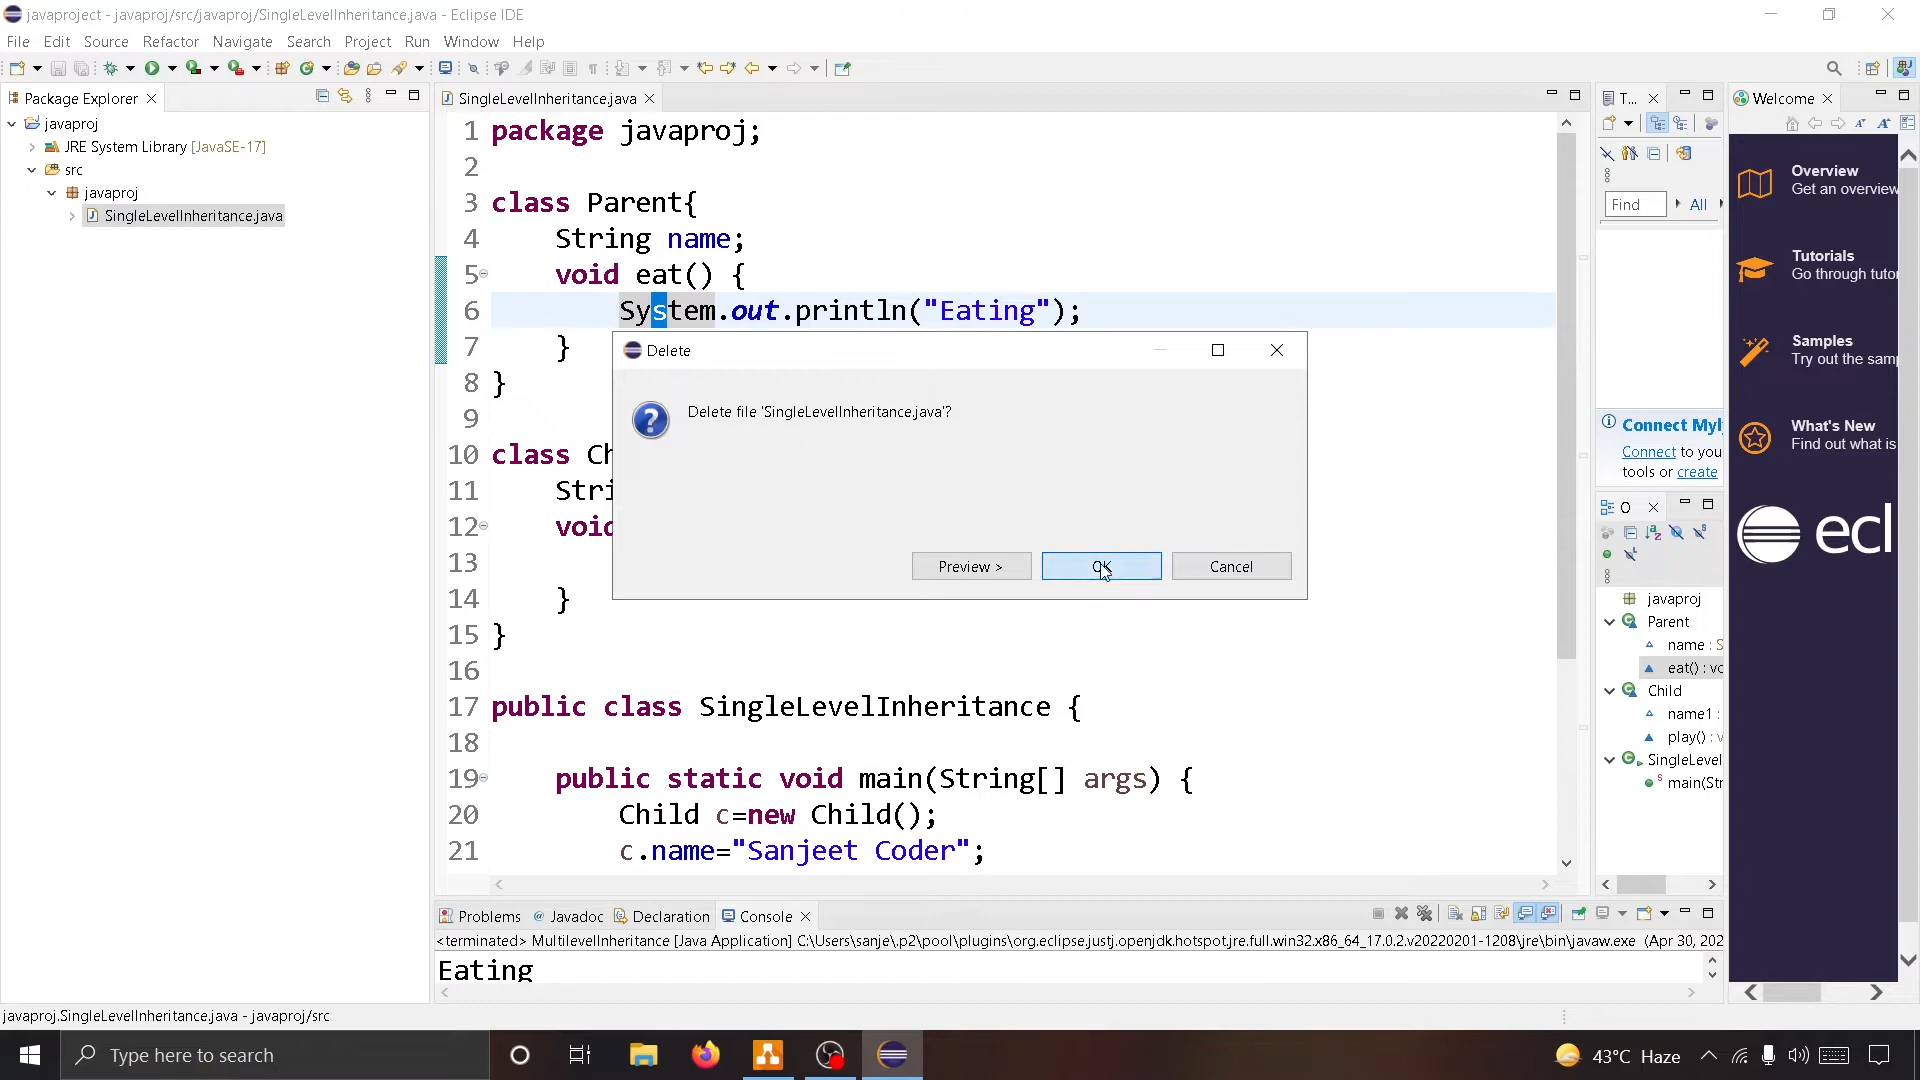 javaproject - javaproj/src/javaproj/SingleLevelInheritance.java - Eclipse IDE
File Edit Source Refactor Navigate Search Project Run Window Help
Package Explorer
javaproj
JRE System Library [JavaSE-17]
src
javaproj
SingleLevelInheritance.java
SingleLevelInheritance.java
1 package javaproj;
2
3 class Parent{
4 String name;
5 void eat() {
6 System.out.println("Eating");
7 }
8 }
9
10 class Ch
11 Stri
12 void
13
14 }
15 }
16
17 public class SingleLevelInheritance {
18
19 public static void main(String[] args) {
20 Child c=new Child();
21 c.name="Sanjeet Coder";
Delete
Delete file 'SingleLevelInheritance.java'?
Preview > OK Cancel
T...
Find All
Connect Myl
Connect to you
tools or create
O
javaproj
Parent
name : S
eat() : vo
Child
name1 :
play() : v
SingleLevel
main(Str
Welcome
Overview
Get an overview
Tutorials
Go through tutor
Samples
Try out the samp
What's New
Find out what is
ecl
Problems Javadoc Declaration Console
<terminated> MultilevelInheritance [Java Application] C:\Users\sanje\.p2\pool\plugins\org.eclipse.justj.openjdk.hotspot.jre.full.win32.x86_64_17.0.2.v20220201-1208\jre\bin\javaw.exe (Apr 30, 202
Eating
javaproj.SingleLevelInheritance.java - javaproj/src
Type here to search
43°C Haze